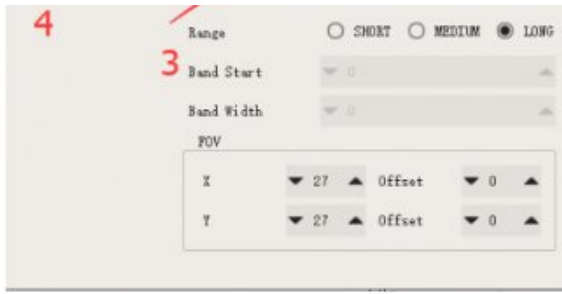 4
Range SHORT MEDIUM LONG
3
Band Start 0
Band Width 0
FOV
X 27 Offset 0
Y 27 Offset 0